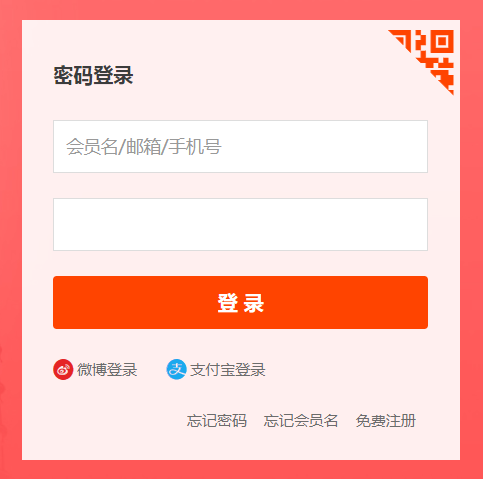 密码登录
会员名/邮箱/手机号
登 录
微博登录 支付宝登录
忘记密码 忘记会员名 免费注册